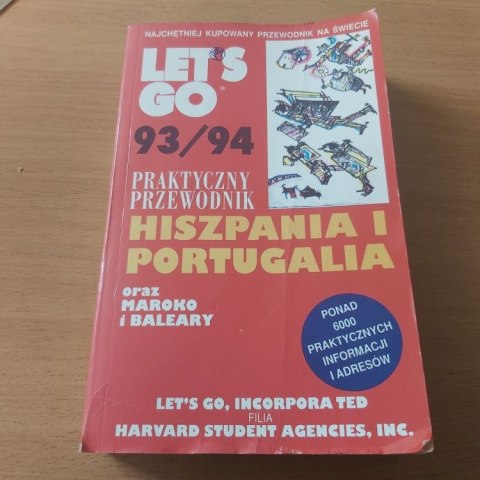 NAJCHĘTNIEJ KUPOWANY PRZEWODNIK NA ŚWIECIE
LET'S
GO®
93/94
PRAKTYCZNY
PRZEWODNIK
HISZPANIA I
PORTUGALIA
oraz
MAROKO
i BALEARY
PONAD
6000
PRAKTYCZNYCH
INFORMACJI
I ADRESÓW
LET'S GO, INCORPORA TED
FILIA
HARVARD STUDENT AGENCIES, INC.